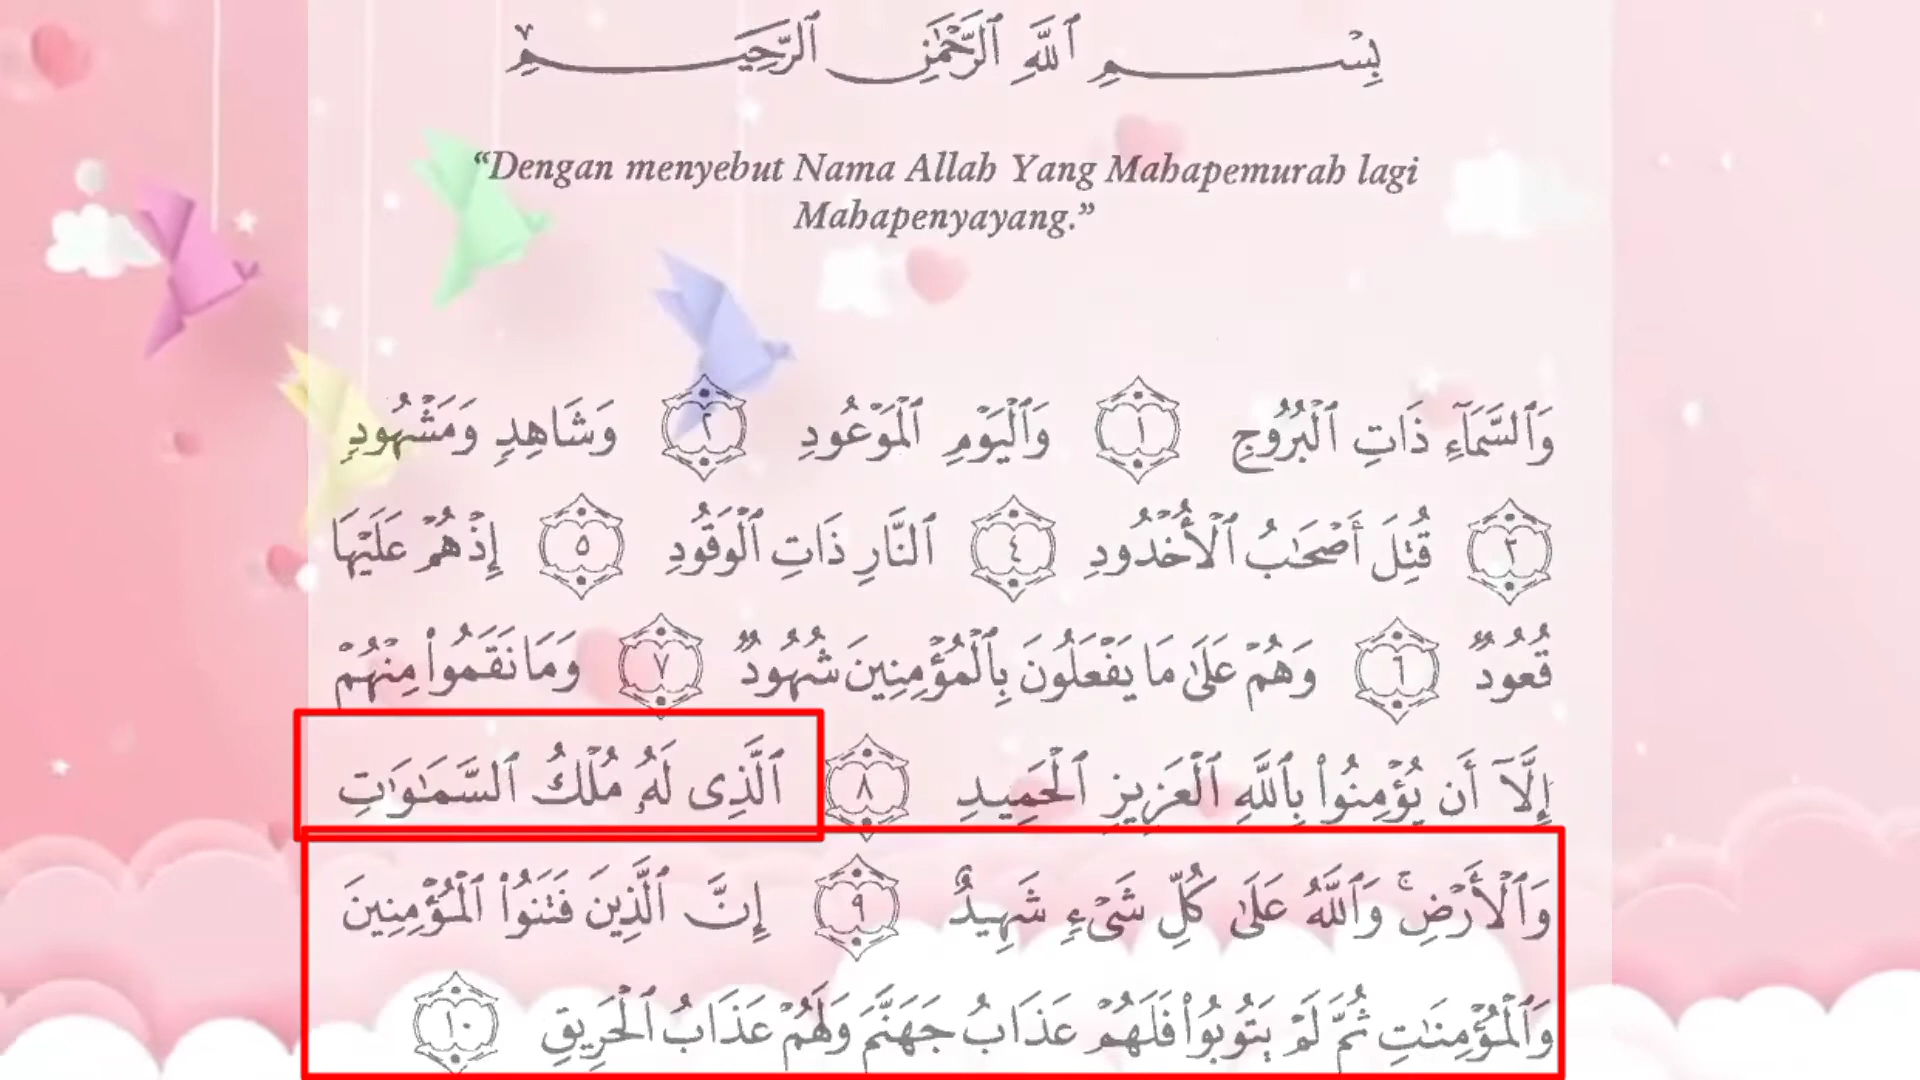 بِسْمِ ٱللَّهِ ٱلرَّحْمَٰنِ ٱلرَّحِيمِ
“Dengan menyebut Nama Allah Yang Mahapemurah lagi
Mahapenyayang.”
وَٱلسَّمَآءِ ذَاتِ ٱلْبُرُوجِ ١ وَٱلْيَوْمِ ٱلْمَوْعُودِ ٢ وَشَاهِدٍ وَمَشْهُودٍ
٣ قُتِلَ أَصْحَٰبُ ٱلْأُخْدُودِ ٤ ٱلنَّارِ ذَاتِ ٱلْوَقُودِ ٥ إِذْ هُمْ عَلَيْهَا
قُعُودٌ ٦ وَهُمْ عَلَىٰ مَا يَفْعَلُونَ بِٱلْمُؤْمِنِينَ شُهُودٌ ٧ وَمَا نَقَمُوا۟ مِنْهُمْ
إِلَّآ أَن يُؤْمِنُوا۟ بِٱللَّهِ ٱلْعَزِيزِ ٱلْحَمِيدِ ٨ ٱلَّذِى لَهُۥ مُلْكُ ٱلسَّمَٰوَٰتِ
وَٱلْأَرْضِ ۚ وَٱللَّهُ عَلَىٰ كُلِّ شَىْءٍ شَهِيدٌ ٩ إِنَّ ٱلَّذِينَ فَتَنُوا۟ ٱلْمُؤْمِنِينَ
وَٱلْمُؤْمِنَٰتِ ثُمَّ لَمْ يَتُوبُوا۟ فَلَهُمْ عَذَابُ جَهَنَّمَ وَلَهُمْ عَذَابُ ٱلْحَرِيقِ ١٠